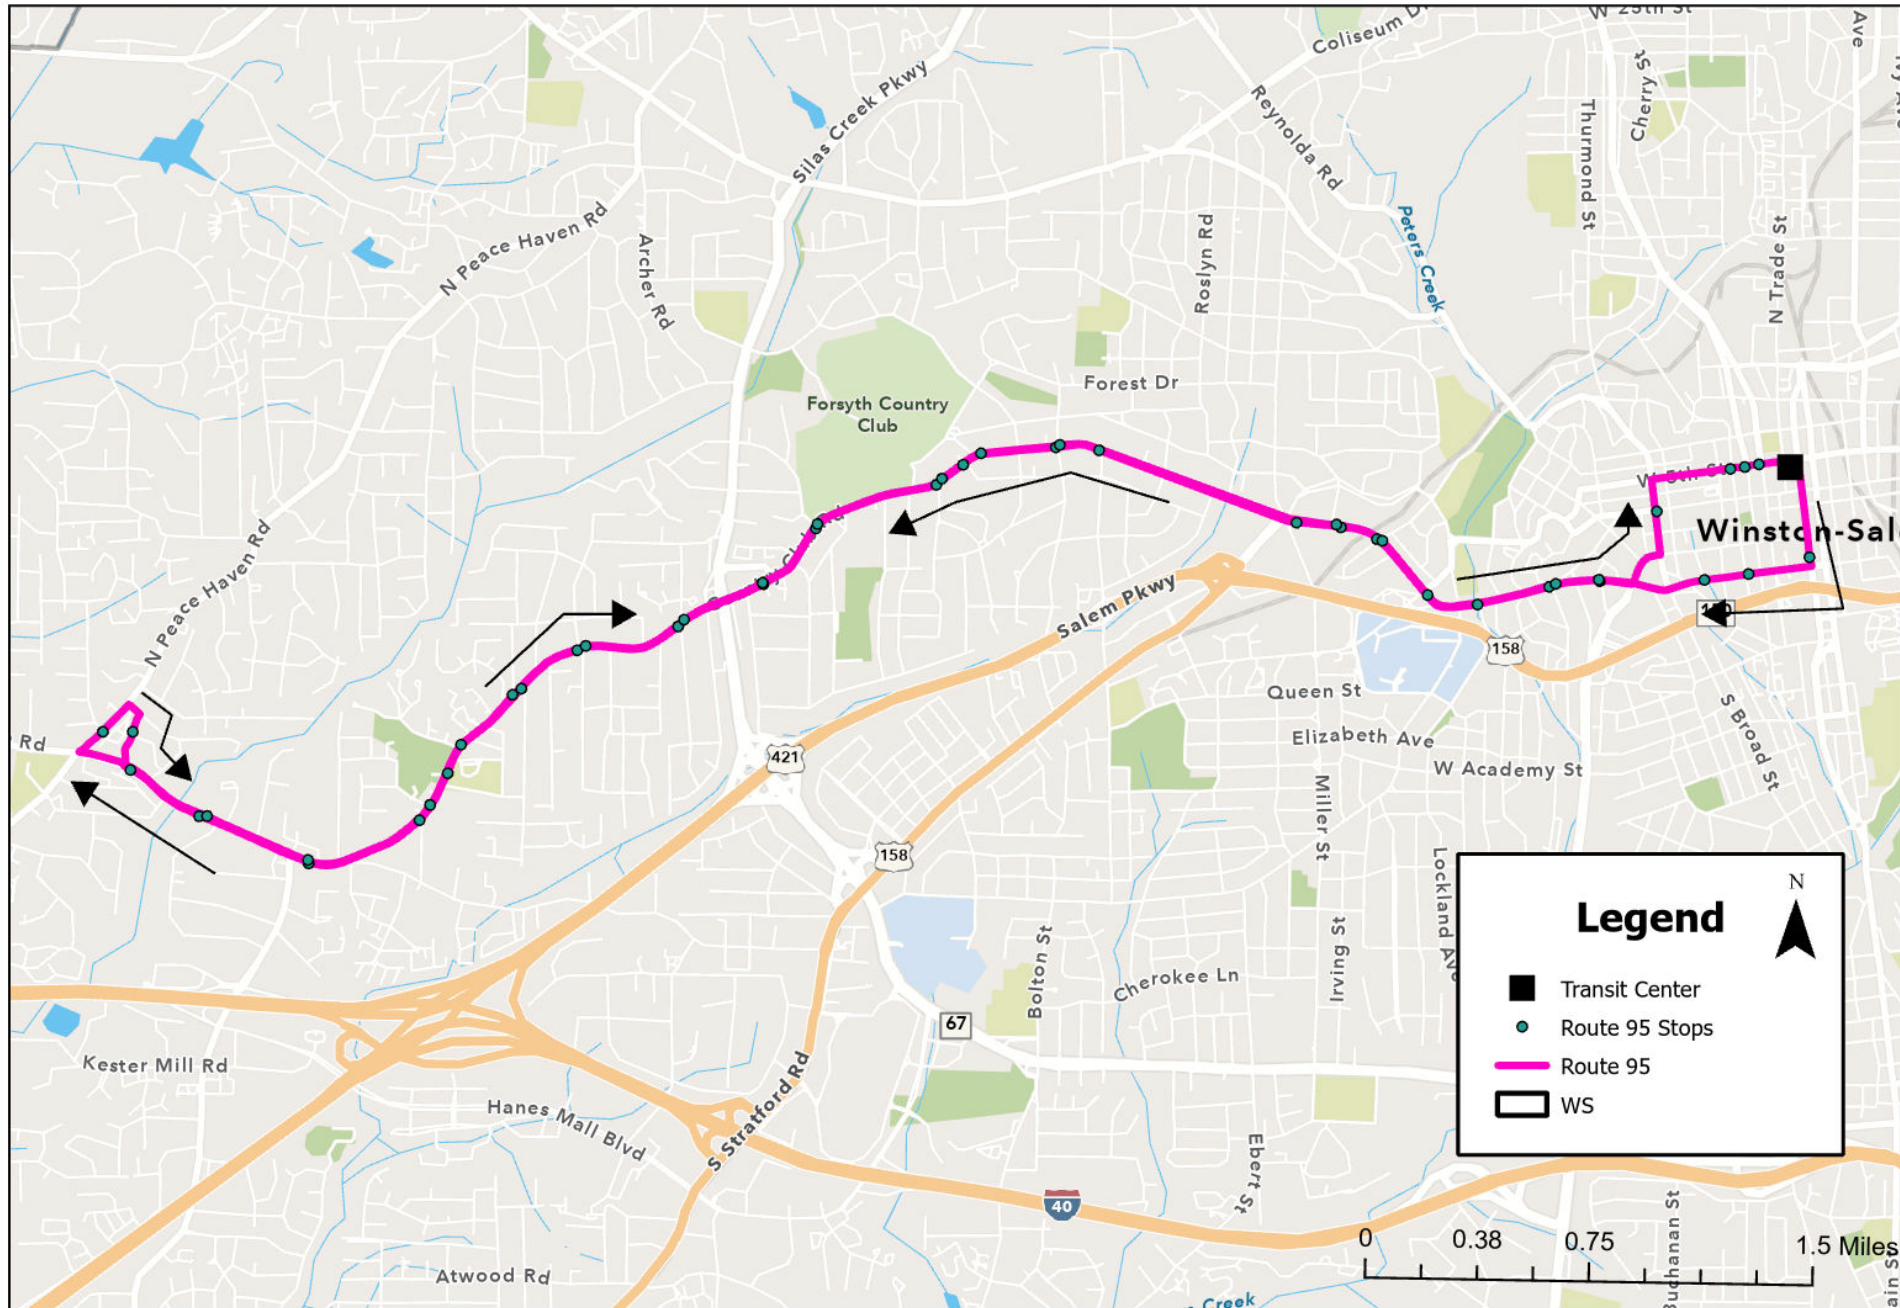 W 25th St
Coliseum Dr
Ave
Cherry St
Silas Creek Pkwy
Reynolda Rd
Thurmond St
N Peace Haven Rd
Archer Rd
Roslyn Rd
Peters Creek
N Trade St
Forest Dr
Forsyth Country
Club
W 5th St
Winston-Sal
N Peace Haven Rd
Salem Pkwy
158
Queen St
Elizabeth Ave
W Academy St
S Broad St
Rd
421
Miller St
158
Lockland Ave
Irving St
Bolton St
Cherokee Ln
67
Kester Mill Rd
Hanes Mall Blvd
S Stratford Rd
Ebert St
40
Atwood Rd
Buchanan St
Creek
Legend
N
Transit Center
Route 95 Stops
Route 95
WS
0 0.38 0.75 1.5 Miles